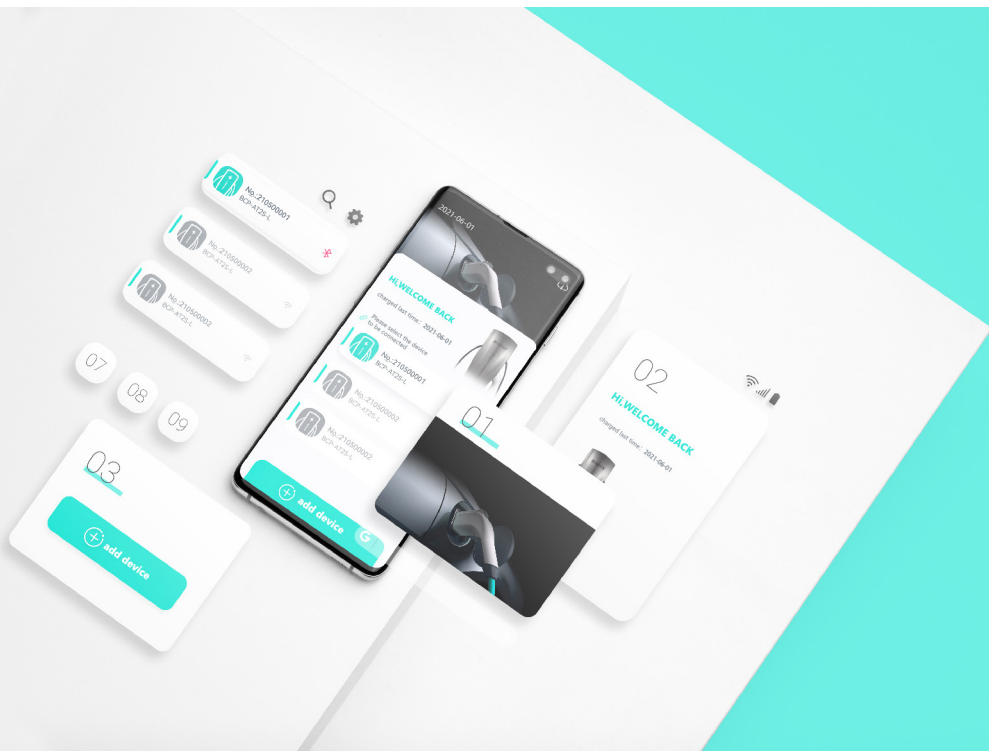 No.:210500001
BCP-AT2S-L
No.:210500002
BCP-AT2S-L
No.:210500002
BCP-AT2S-L
07
08
09
03
add device
2021-06-01
Hi,WELCOME BACK
charged last time: 2021-06-01
Please select the device
to be connected
No.:210500001
BCP-AT2S-L
No.:210500002
BCP-AT2S-L
No.:210500002
BCP-AT2S-L
add device
G
01
02
Hi,WELCOME BACK
charged last time: 2021-06-01